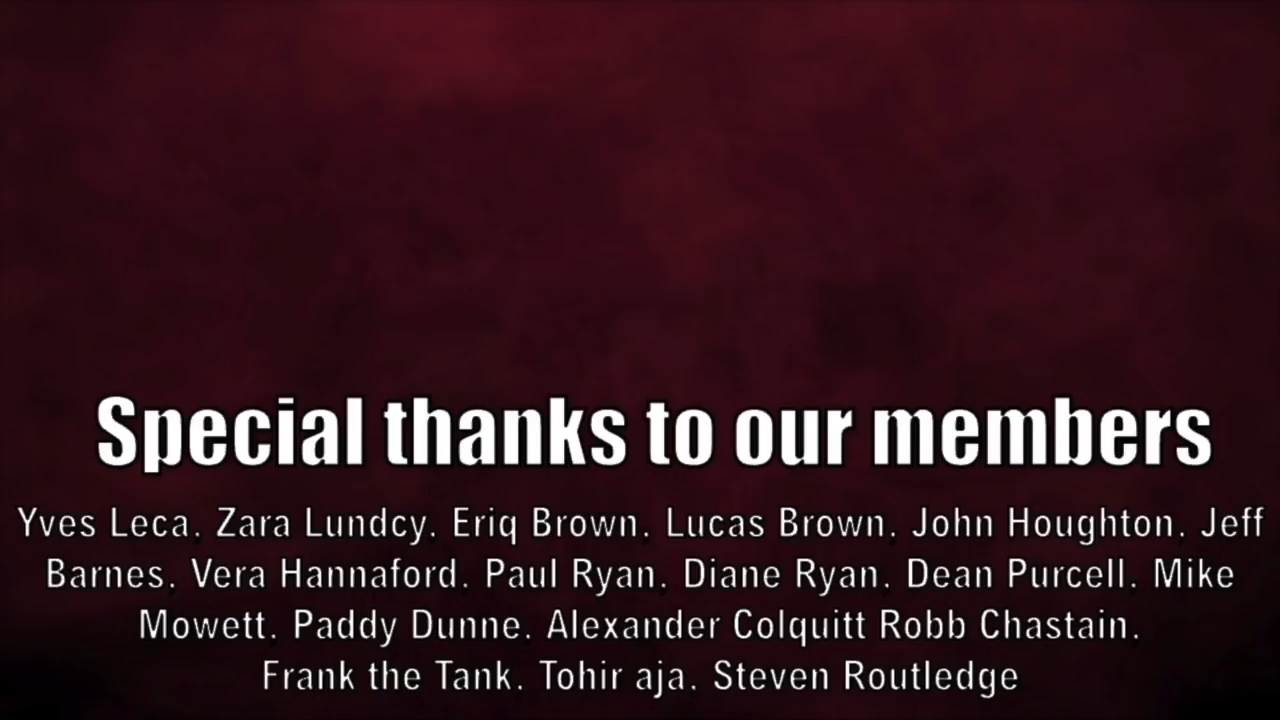 Special thanks to our members
Yves Leca, Zara Lundcy, Eriq Brown, Lucas Brown, John Houghton, Jeff
Barnes, Vera Hannaford, Paul Ryan, Diane Ryan, Dean Purcell, Mike
Mowett, Paddy Dunne, Alexander Colquitt Robb Chastain,
Frank the Tank, Tohir aja, Steven Routledge